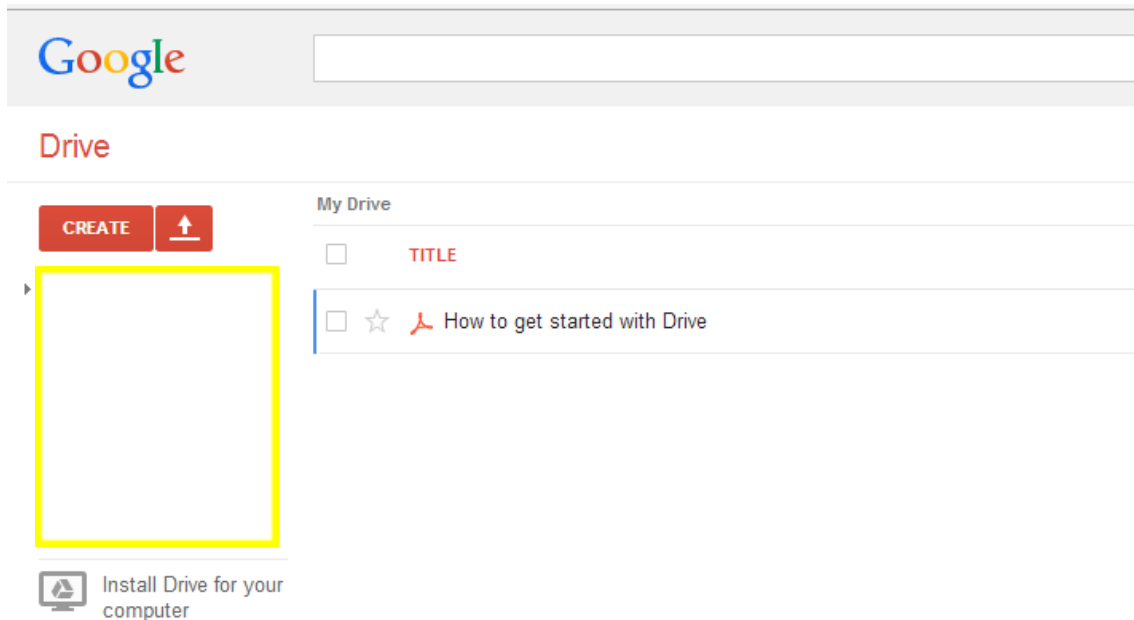 Google
Drive
CREATE
My Drive
TITLE
How to get started with Drive
Install Drive for your
computer